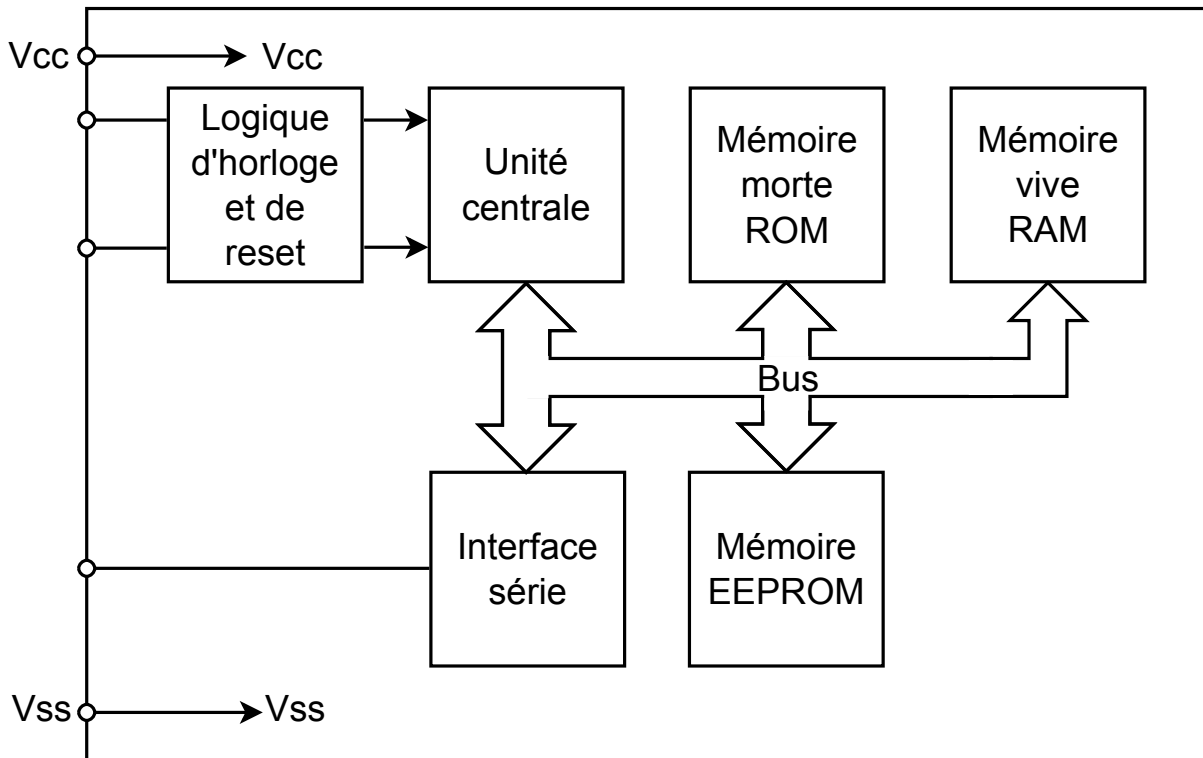 Vcc
Vcc
Logique
d'horloge
et de
reset
Unité
centrale
Mémoire
morte
ROM
Mémoire
vive
RAM
Bus
Interface
série
Mémoire
EEPROM
Vss
Vss